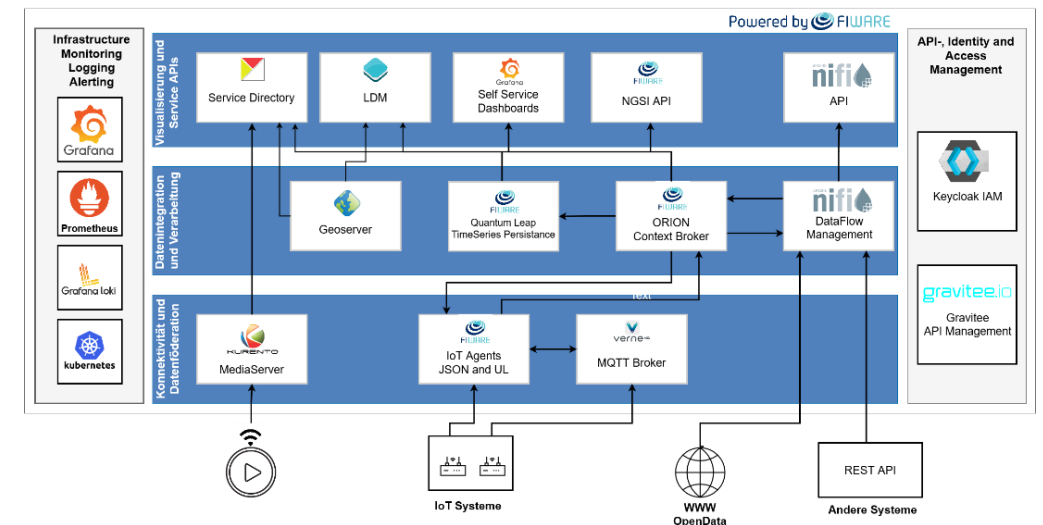 Powered by FIWARE
Infrastructure
Monitoring
Logging
Alerting
Grafana
Prometheus
Grafana loki
kubernetes
Visualisierung und
Service APIs
Service Directory
LDM
Grafana
Self Service
Dashboards
FIWARE
NGSI API
nifi
API
Datenintegration
und Verarbeitung
Geoserver
FIWARE
Quantum Leap
TimeSeries Persistance
FIWARE
ORION
Context Broker
nifi
DataFlow
Management
Konnektivität und
Datenföderation
KURENTO
MediaServer
FIWARE
IoT Agents
JSON and UL
Text
verne
MQTT Broker
API-, Identity and
Access
Management
Keycloak IAM
gravitee.io
Gravitee
API Management
IoT Systeme
WWW
OpenData
REST API
Andere Systeme